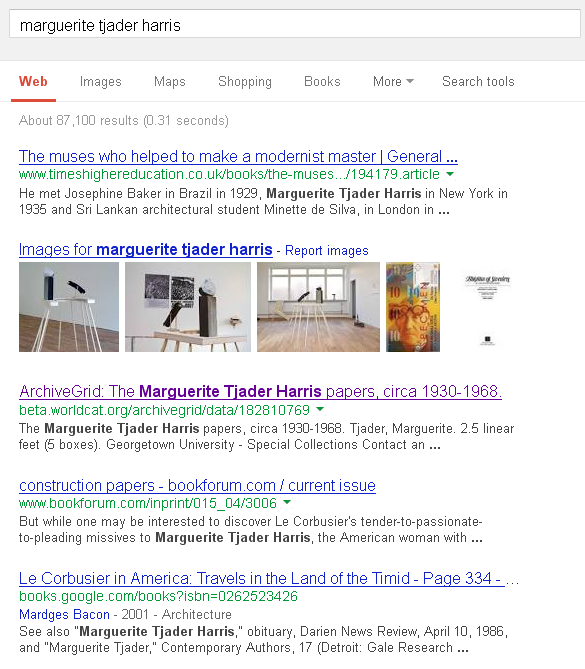 marguerite tjader harris
Web Images Maps Shopping Books More Search tools
About 87,100 results (0.31 seconds)
The muses who helped to make a modernist master | General ...
www.timeshighereducation.co.uk/books/the-muses.../194179.article
He met Josephine Baker in Brazil in 1929, Marguerite Tjader Harris in New York in
1935 and Sri Lankan architectural student Minette de Silva, in London in ...
Images for marguerite tjader harris - Report images
ArchiveGrid: The Marguerite Tjader Harris papers, circa 1930-1968.
beta.worldcat.org/archivegrid/data/182810769
The Marguerite Tjader Harris papers, circa 1930-1968. Tjader, Marguerite. 2.5 linear
feet (5 boxes). Georgetown University - Special Collections Contact an ...
construction papers - bookforum.com / current issue
www.bookforum.com/inprint/015_04/3006
But while one may be interested to discover Le Corbusier's tender-to-passionate-
to-pleading missives to Marguerite Tjader Harris, the American woman with ...
Le Corbusier in America: Travels in the Land of the Timid - Page 334 - ...
books.google.com/books?isbn=0262523426
Mardges Bacon - 2001 - Architecture
See also "Marguerite Tjader Harris," obituary, Darien News Review, April 10, 1986,
and "Marguerite Tjader," Contemporary Authors, 17 (Detroit: Gale Research ...